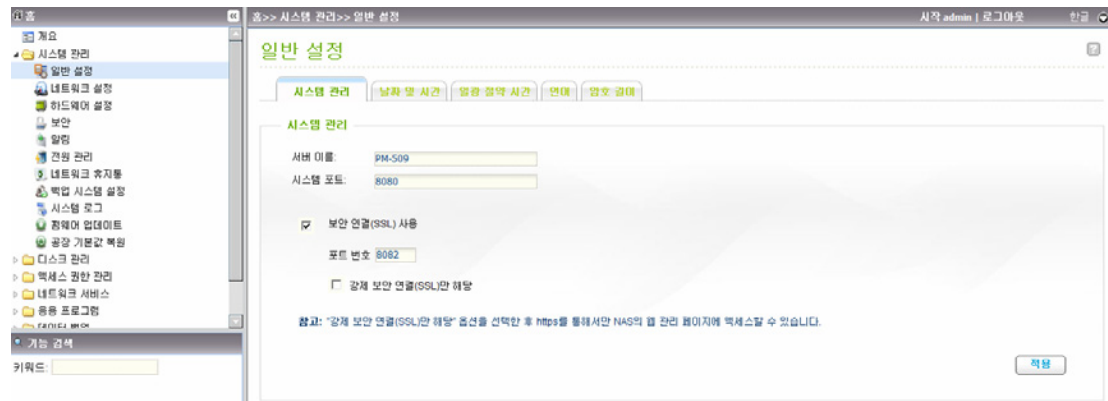 홈
홈>> 시스템 관리>> 일반 설정
시작 admin | 로그아웃
한글
개요
시스템 관리
일반 설정
네트워크 설정
하드웨어 설정
보안
알림
전원 관리
네트워크 휴지통
백업 시스템 설정
시스템 로그
펌웨어 업데이트
공장 기본값 복원
디스크 관리
액세스 권한 관리
네트워크 서비스
응용 프로그램
데이터 백업
기능 검색
키워드:
일반 설정
시스템 관리
날짜 및 시간
일광 절약 시간
언어
암호 강도
시스템 관리
서버 이름: PM-509
시스템 포트: 8080
보안 연결(SSL) 사용
포트 번호 8082
강제 보안 연결(SSL)만 해당
참고: "강제 보안 연결(SSL)만 해당" 옵션을 선택한 후 https를 통해서만 NAS의 웹 관리 페이지에 액세스할 수 있습니다.
적용